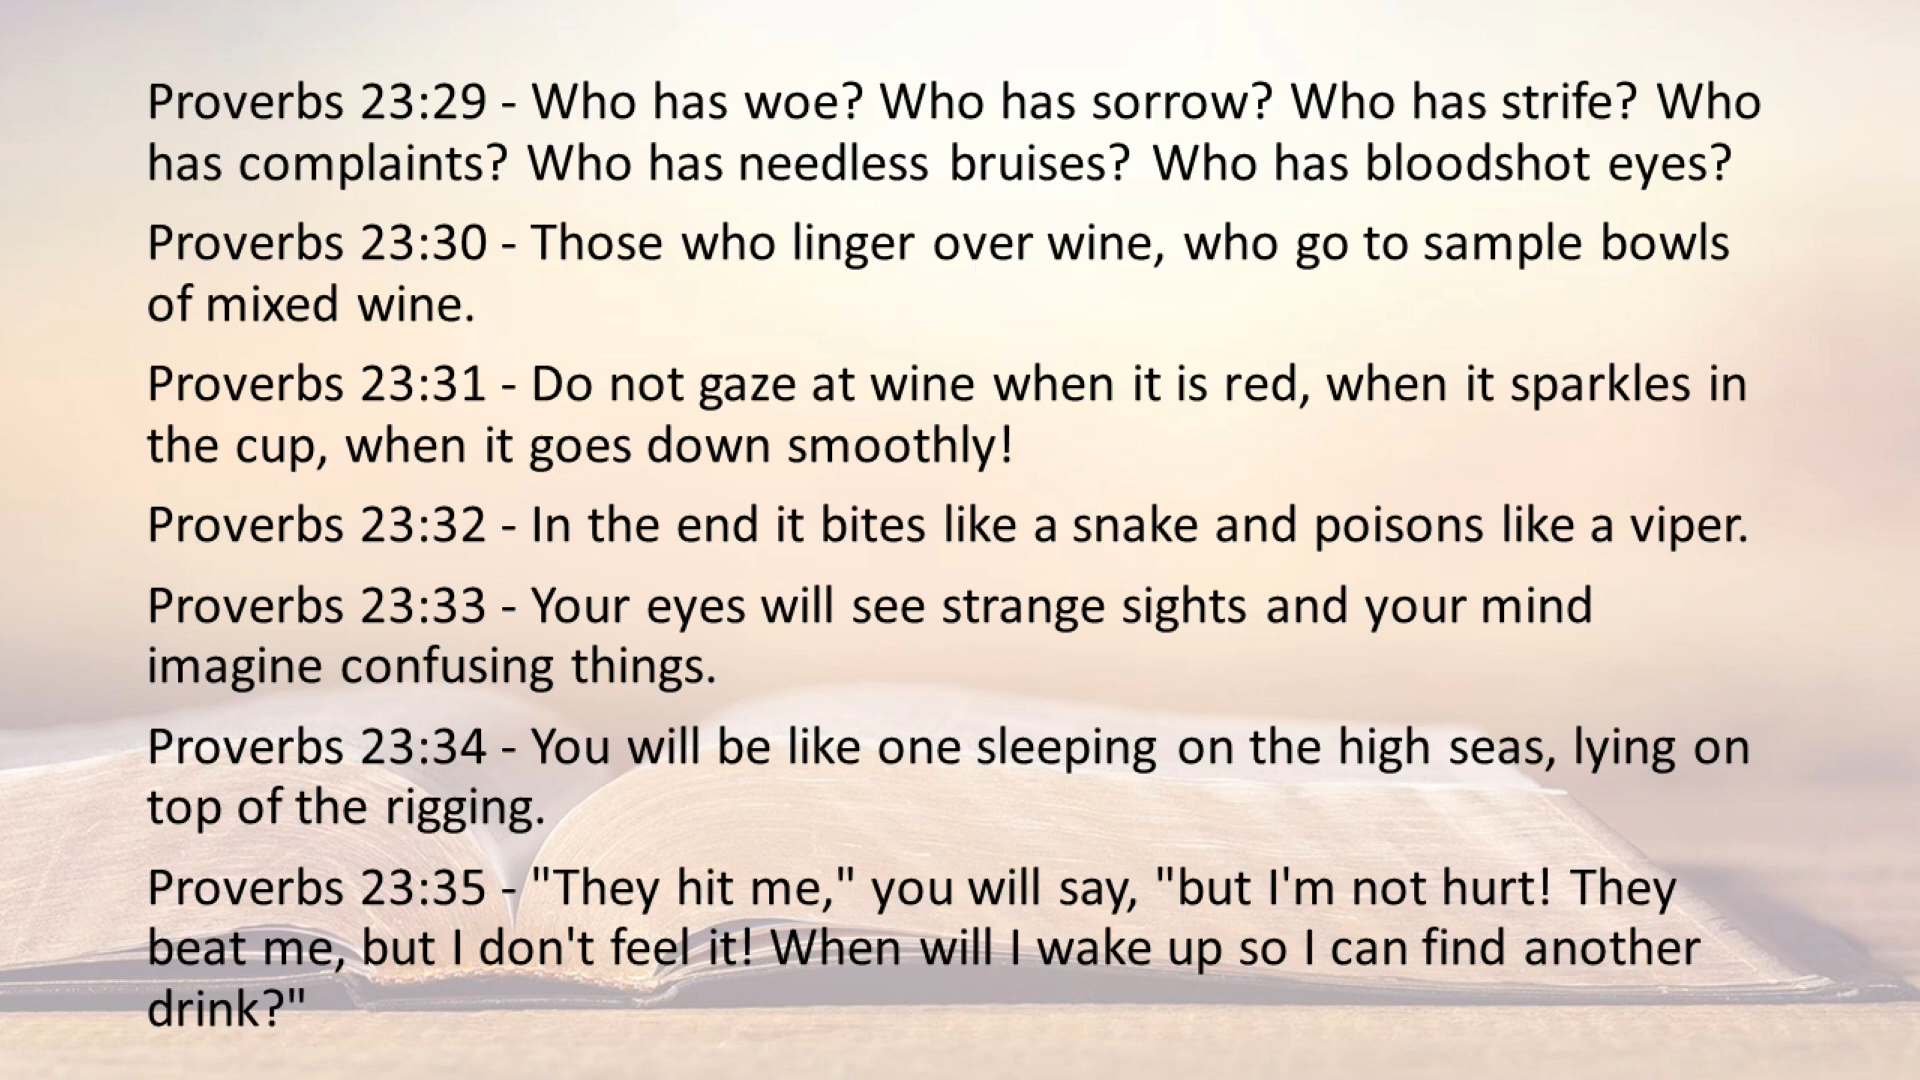 Proverbs 23:29 - Who has woe? Who has sorrow? Who has strife? Who
has complaints? Who has needless bruises? Who has bloodshot eyes?
Proverbs 23:30 - Those who linger over wine, who go to sample bowls
of mixed wine.
Proverbs 23:31 - Do not gaze at wine when it is red, when it sparkles in
the cup, when it goes down smoothly!
Proverbs 23:32 - In the end it bites like a snake and poisons like a viper.
Proverbs 23:33 - Your eyes will see strange sights and your mind
imagine confusing things.
Proverbs 23:34 - You will be like one sleeping on the high seas, lying on
top of the rigging.
Proverbs 23:35 - "They hit me," you will say, "but I'm not hurt! They
beat me, but I don't feel it! When will I wake up so I can find another
drink?"